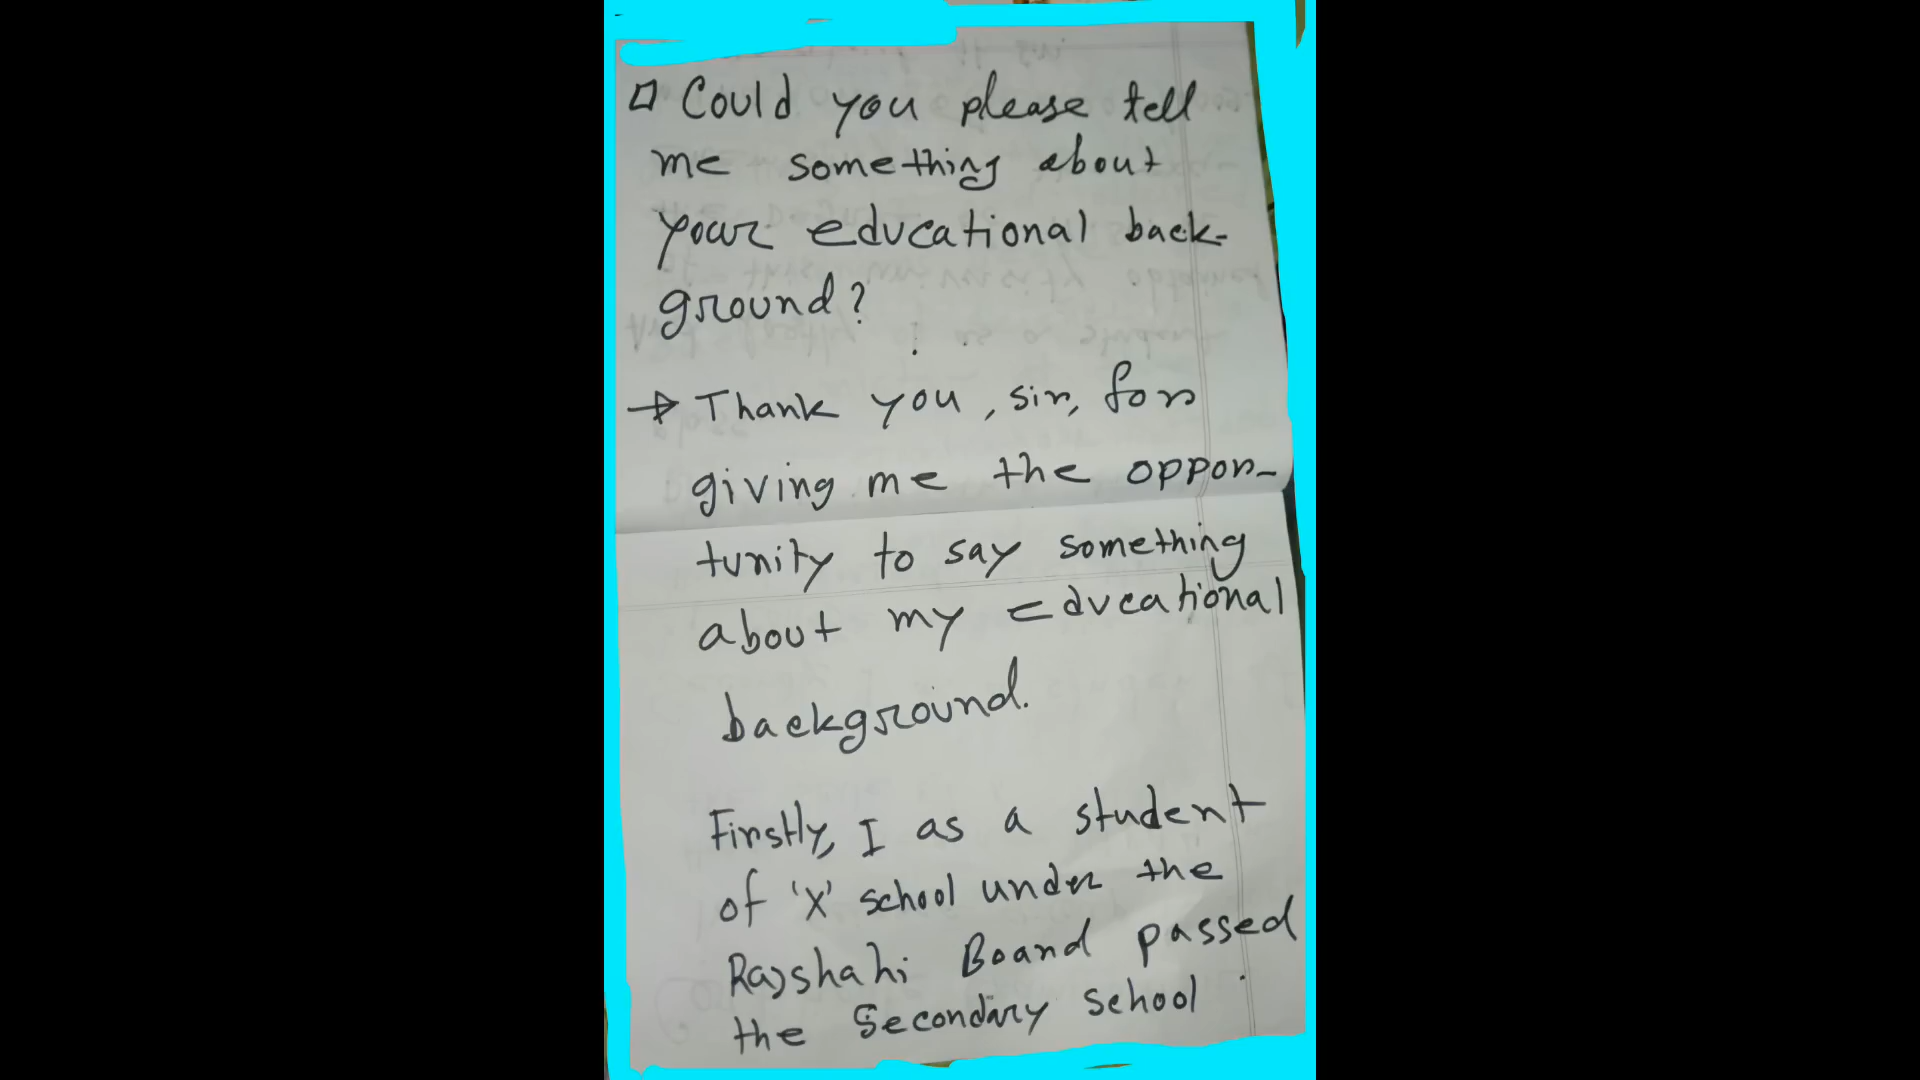 □ Could you please tell
me something about
your educational back-
ground?
→ Thank you, sir, for
giving me the oppor-
tunity to say something
about my educational
background.
Firstly, I as a student
of 'X' school under the
Rajshahi Board passed
the Secondary School